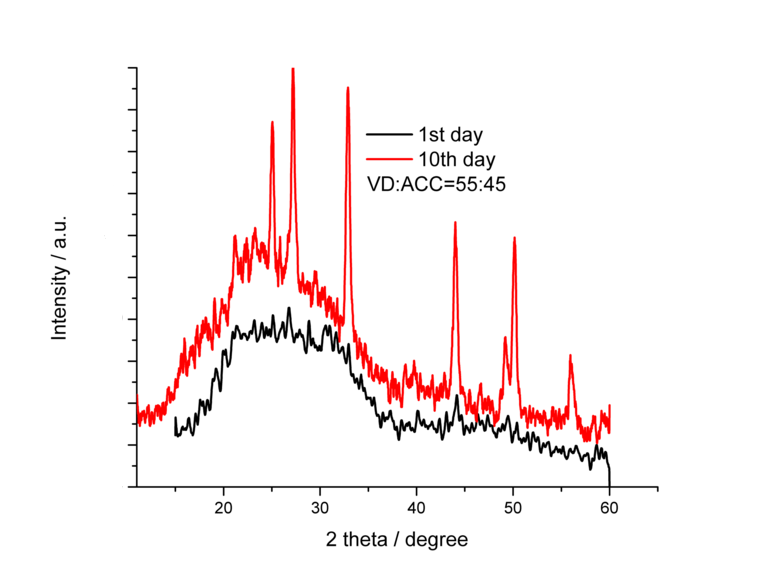 1st day
10th day
VD:ACC=55:45
Intensity / a.u.
20 30 40 50 60
2 theta / degree